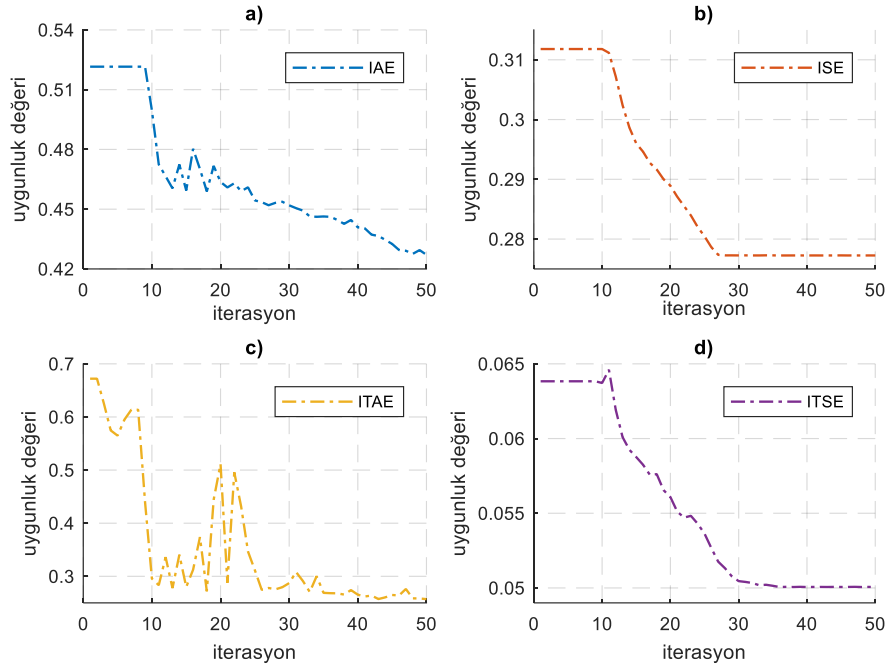 a)
0.54
0.51
0.48
0.45
0.42
uygunluk değeri
IAE
0 10 20 30 40 50
iterasyon
b)
0.31
0.3
0.29
0.28
uygunluk değeri
ISE
0 10 20 30 40 50
iterasyon
c)
0.7
0.6
0.5
0.4
0.3
uygunluk değeri
ITAE
0 10 20 30 40 50
iterasyon
d)
0.065
0.06
0.055
0.05
uygunluk değeri
ITSE
0 10 20 30 40 50
iterasyon